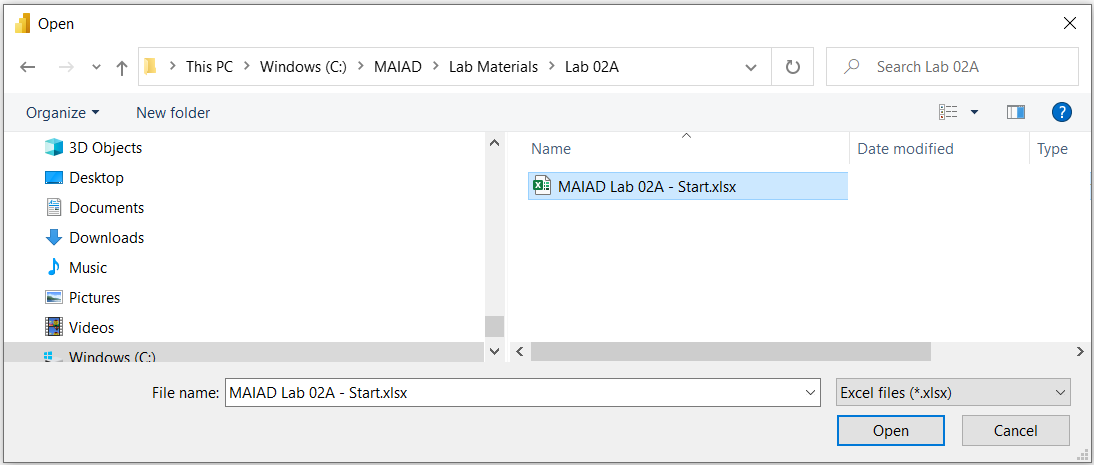 Open
This PC > Windows (C:) > MAIAD > Lab Materials > Lab 02A
Search Lab 02A
Organize
New folder
?
3D Objects
Desktop
Documents
Downloads
Music
Pictures
Videos
Windows (C:)
Name
Date modified
Type
MAIAD Lab 02A - Start.xlsx
File name:
MAIAD Lab 02A - Start.xlsx
Excel files (*.xlsx)
Open
Cancel